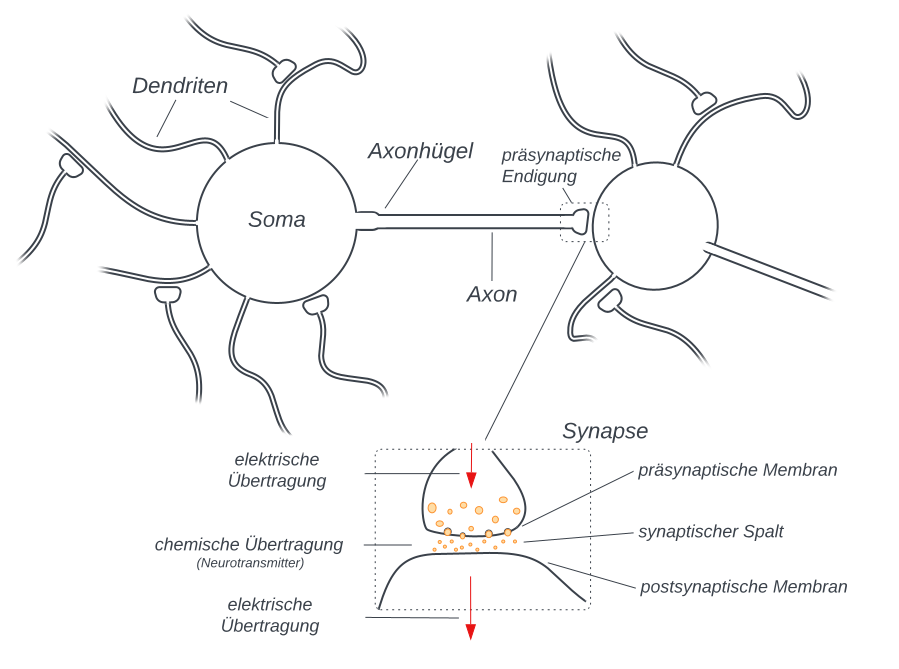 Dendriten
Axonhügel
präsynaptische
Endigung
Soma
Axon
Synapse
elektrische
Übertragung
präsynaptische Membran
synaptischer Spalt
chemische Übertragung
(Neurotransmitter)
postsynaptische Membran
elektrische
Übertragung